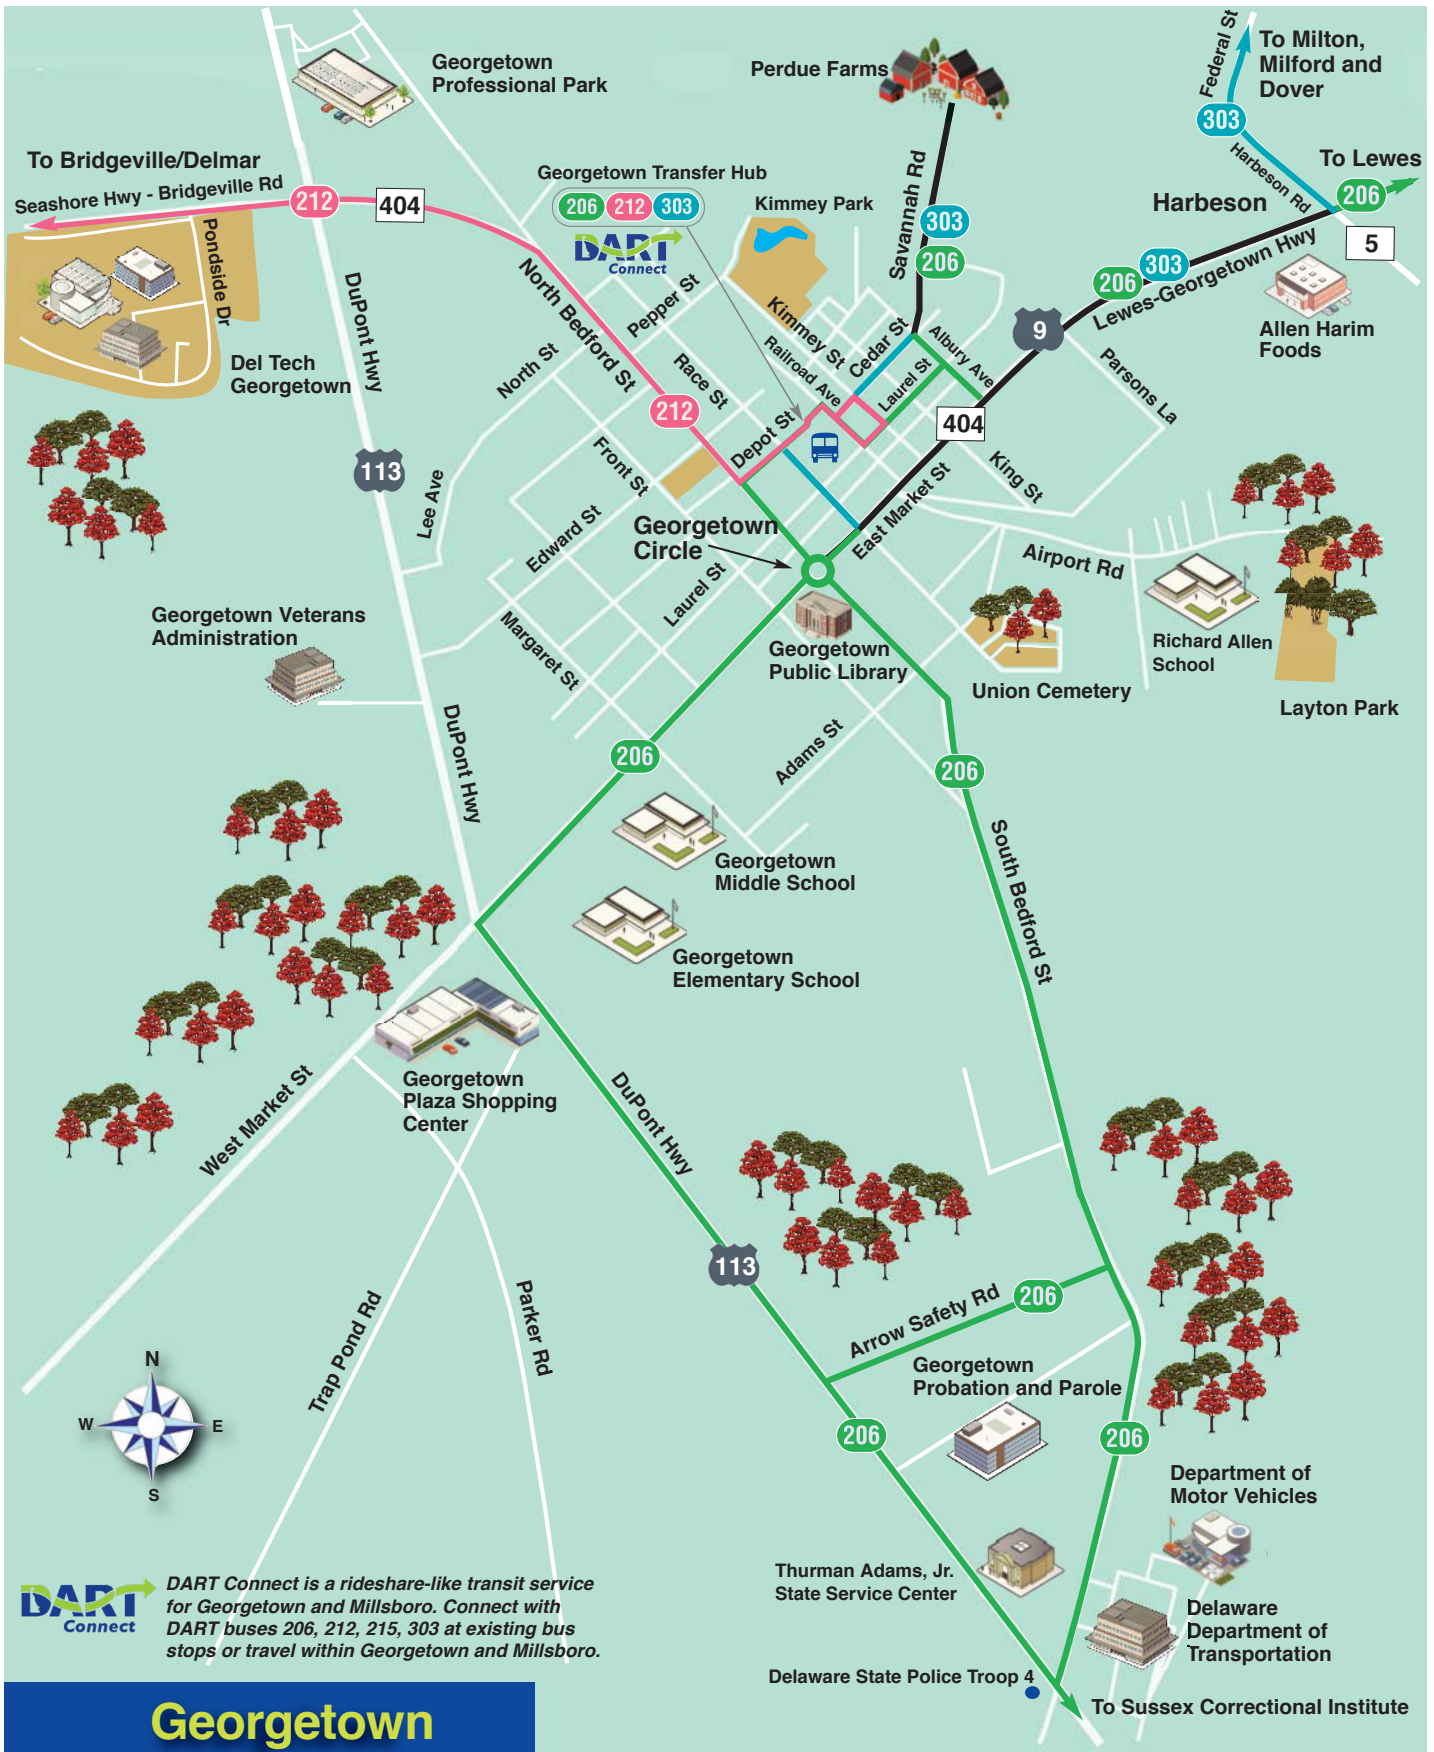 Georgetown
Professional Park
Perdue Farms
Federal St
To Milton,
Milford and
Dover
303
Harbeson Rd
To Lewes
206
Harbeson
5
To Bridgeville/Delmar
Seashore Hwy - Bridgeville Rd
212
404
Georgetown Transfer Hub
206 212 303
DART
Connect
Kimmey Park
Savannah Rd
303
206
206
303
Lewes-Georgetown Hwy
Allen Harim
Foods
Pondside Dr
Del Tech
Georgetown
DuPont Hwy
North Bedford St
Pepper St
North St
Race St
Kimmey St
Railroad Ave
Cedar St
Laurel St
Albury Ave
9
Parsons La
404
212
Depot St
Front St
113
Lee Ave
Edward St
Georgetown
Circle
East Market St
King St
Airport Rd
Laurel St
Margaret St
Georgetown Veterans
Administration
Georgetown
Public Library
Union Cemetery
Richard Allen
School
Layton Park
DuPont Hwy
206
Adams St
206
Georgetown
Middle School
Georgetown
Elementary School
South Bedford St
Georgetown
Plaza Shopping
Center
West Market St
DuPont Hwy
113
Trap Pond Rd
Parker Rd
Arrow Safety Rd
206
Georgetown
Probation and Parole
206
206
N
W
E
S
Department of
Motor Vehicles
Thurman Adams, Jr.
State Service Center
Delaware
Department of
Transportation
Delaware State Police Troop 4
To Sussex Correctional Institute
DART
Connect
DART Connect is a rideshare-like transit service
for Georgetown and Millsboro. Connect with
DART buses 206, 212, 215, 303 at existing bus
stops or travel within Georgetown and Millsboro.
Georgetown